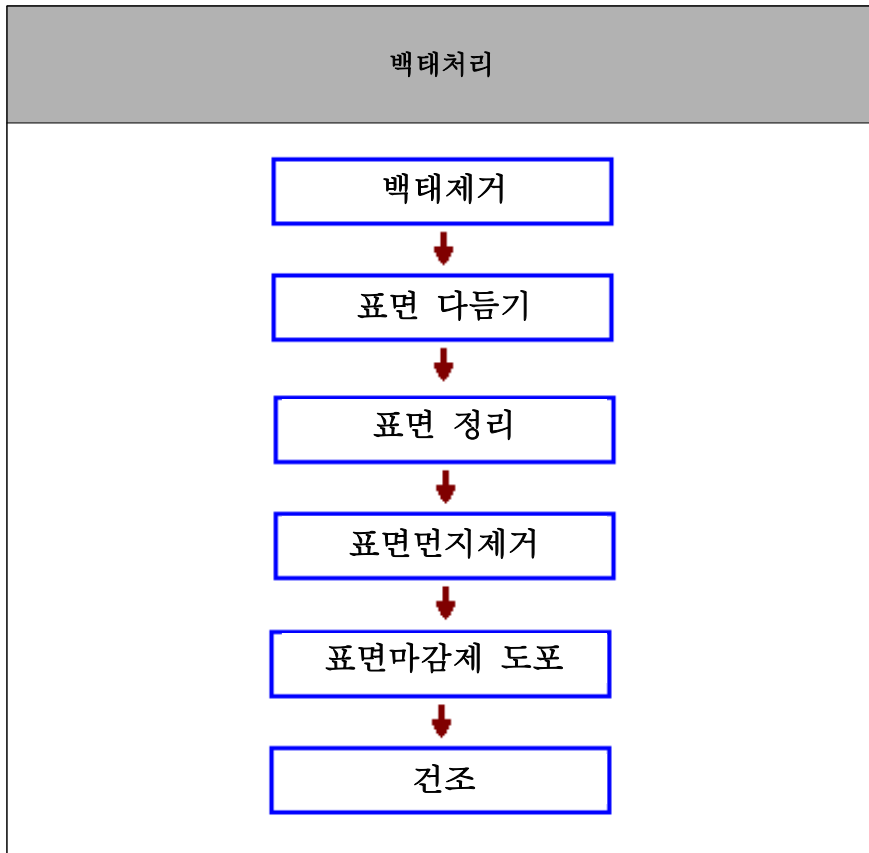 백태처리
백태제거
표면 다듬기
표면 정리
표면먼지제거
표면마감제 도포
건조